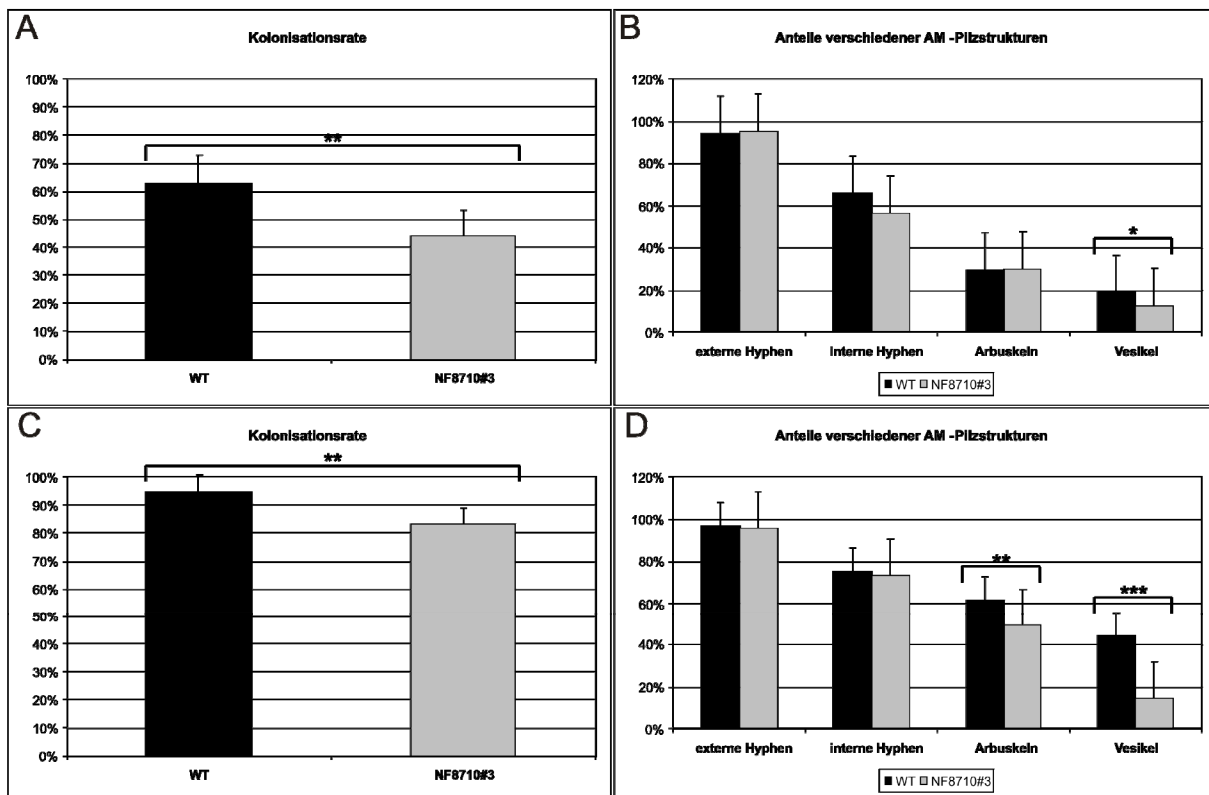 A
Kolonisationsrate
100%
90%
80%
70%
60%
50%
40%
30%
20%
10%
0%
**
WT
NF8710#3
B
Anteile verschiedener AM -Pilzstrukturen
120%
100%
80%
60%
40%
20%
0%
*
externe Hyphen
interne Hyphen
Arbuskeln
Vesikel
WT
NF8710#3
C
Kolonisationsrate
100%
90%
80%
70%
60%
50%
40%
30%
20%
10%
0%
**
WT
NF8710#3
D
Anteile verschiedener AM -Pilzstrukturen
120%
100%
80%
60%
40%
20%
0%
**
***
externe Hyphen
interne Hyphen
Arbuskeln
Vesikel
WT
NF8710#3